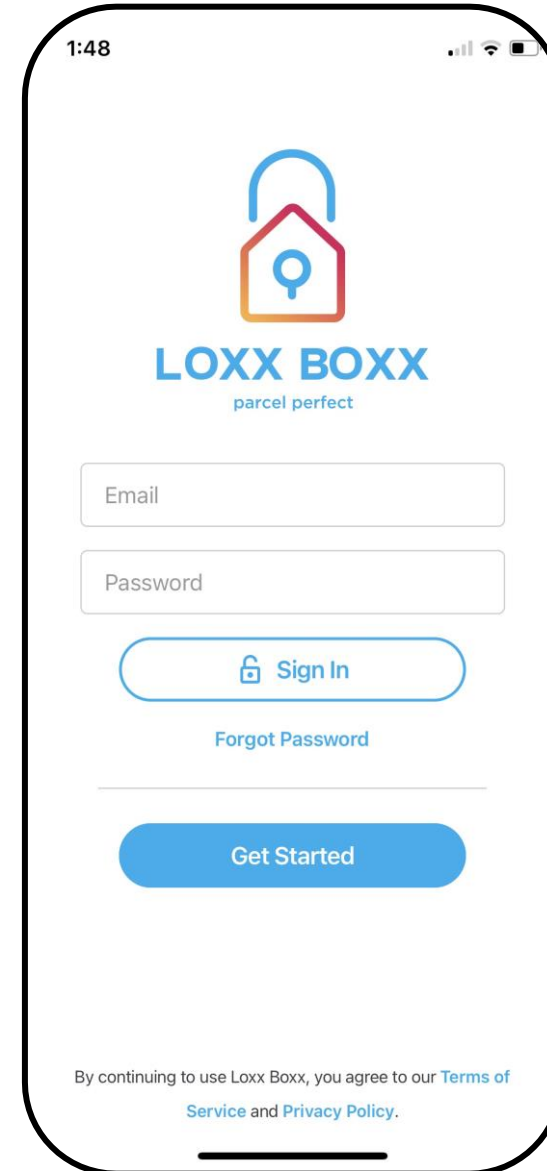 1:48
LOXX BOXX
parcel perfect
Email
Password
Sign In
Forgot Password
Get Started
By continuing to use Loxx Boxx, you agree to our Terms of
Service and Privacy Policy.